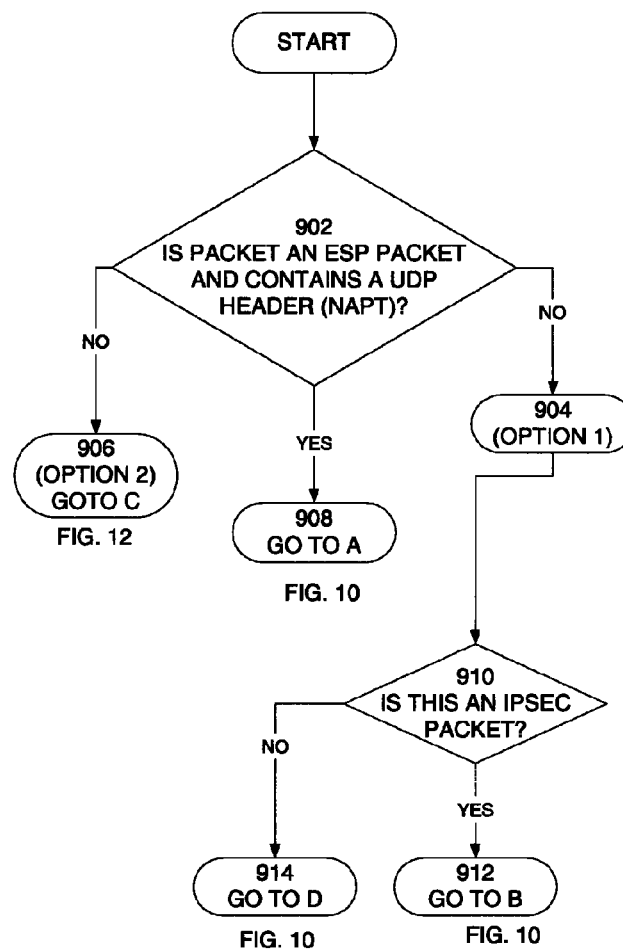 START
902
IS PACKET AN ESP PACKET
AND CONTAINS A UDP
HEADER (NAPT)?
NO
NO
YES
906
(OPTION 2)
GOTO C
FIG. 12
908
GO TO A
FIG. 10
904
(OPTION 1)
910
IS THIS AN IPSEC
PACKET?
NO
YES
914
GO TO D
FIG. 10
912
GO TO B
FIG. 10